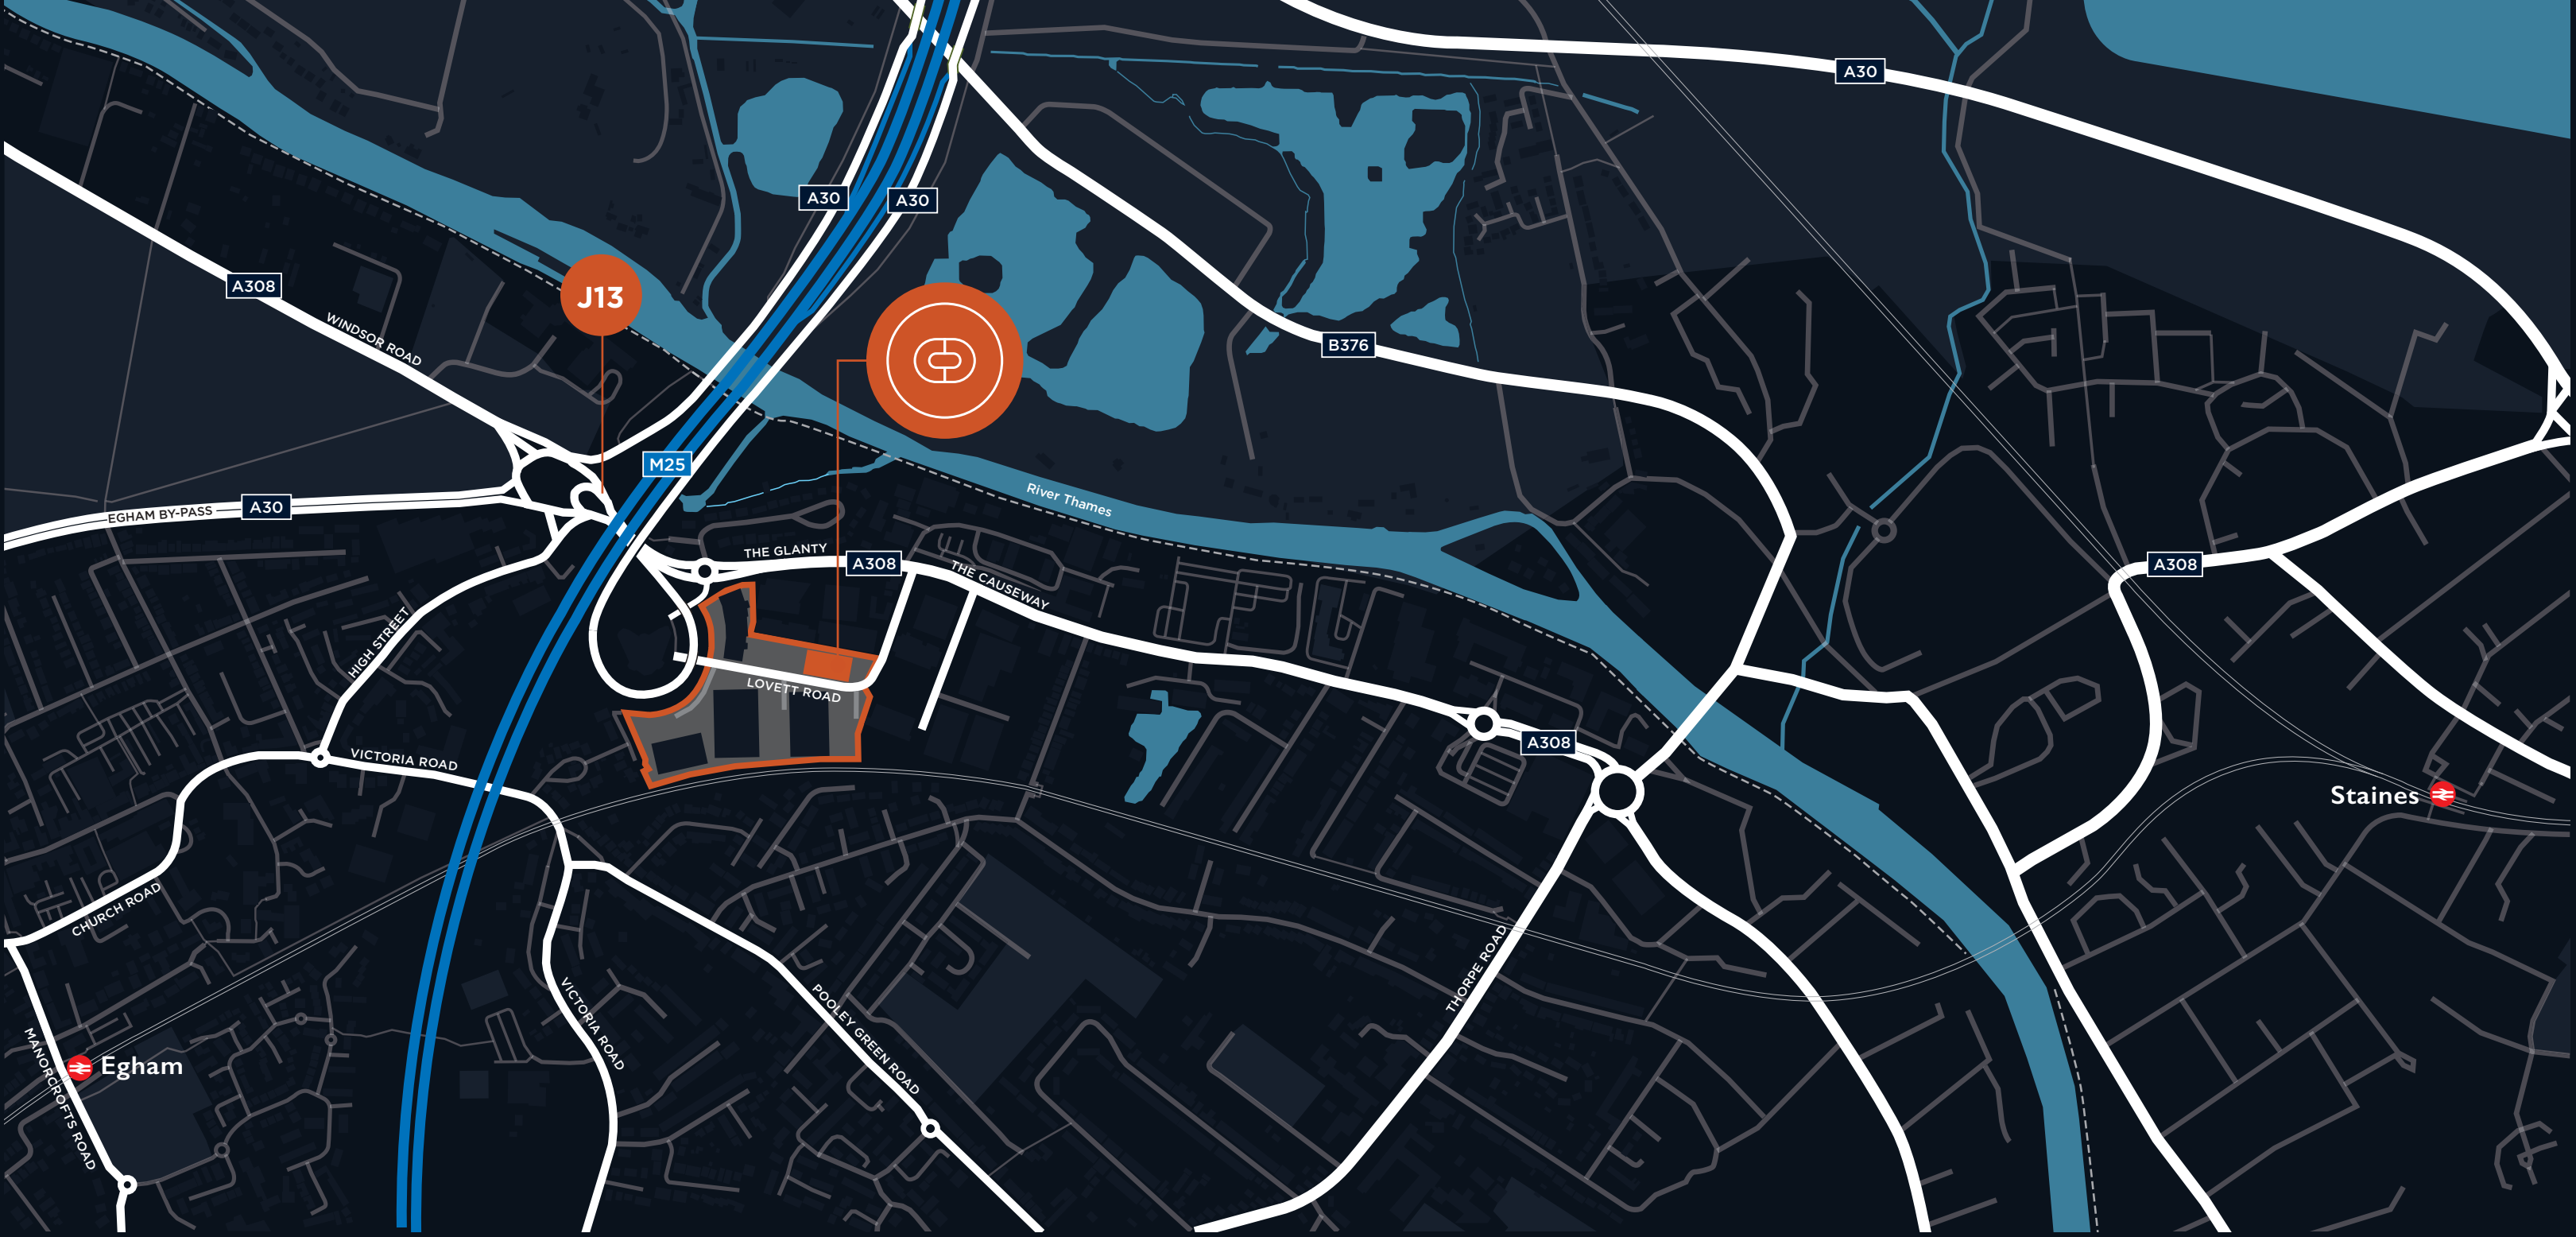 A30
A30
A30
A308
J13
WINDSOR ROAD
B376
M25
River Thames
EGHAM BY-PASS
A30
THE GLANTY
A308
THE CAUSEWAY
A308
HIGH STREET
LOVETT ROAD
A308
VICTORIA ROAD
Staines
CHURCH ROAD
THORPE ROAD
VICTORIA ROAD
POOLEY GREEN ROAD
MANORCROFTS ROAD
Egham